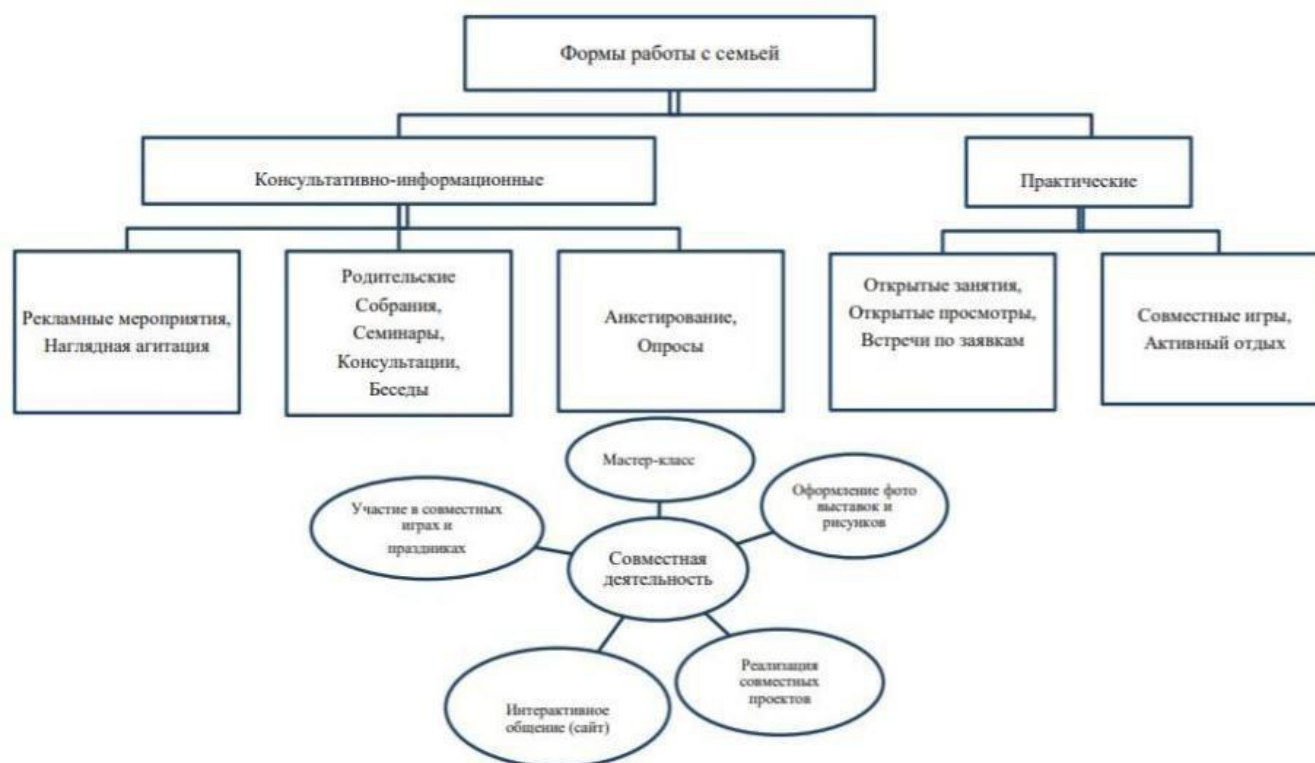 Формы работы с семьей
Консультативно-информационные
Практические
Рекламные мероприятия,
Наглядная агитация
Родительские
Собрания,
Семинары,
Консультации,
Беседы
Анкетирование,
Опросы
Открытые занятия,
Открытые просмотры,
Встречи по заявкам
Совместные игры,
Активный отдых
Мастер-класс
Участие в совместных
играх и
праздниках
Оформление фото
выставок и
рисунков
Совместная
деятельность
Интерактивное
общение (сайт)
Реализация
совместных
проектов